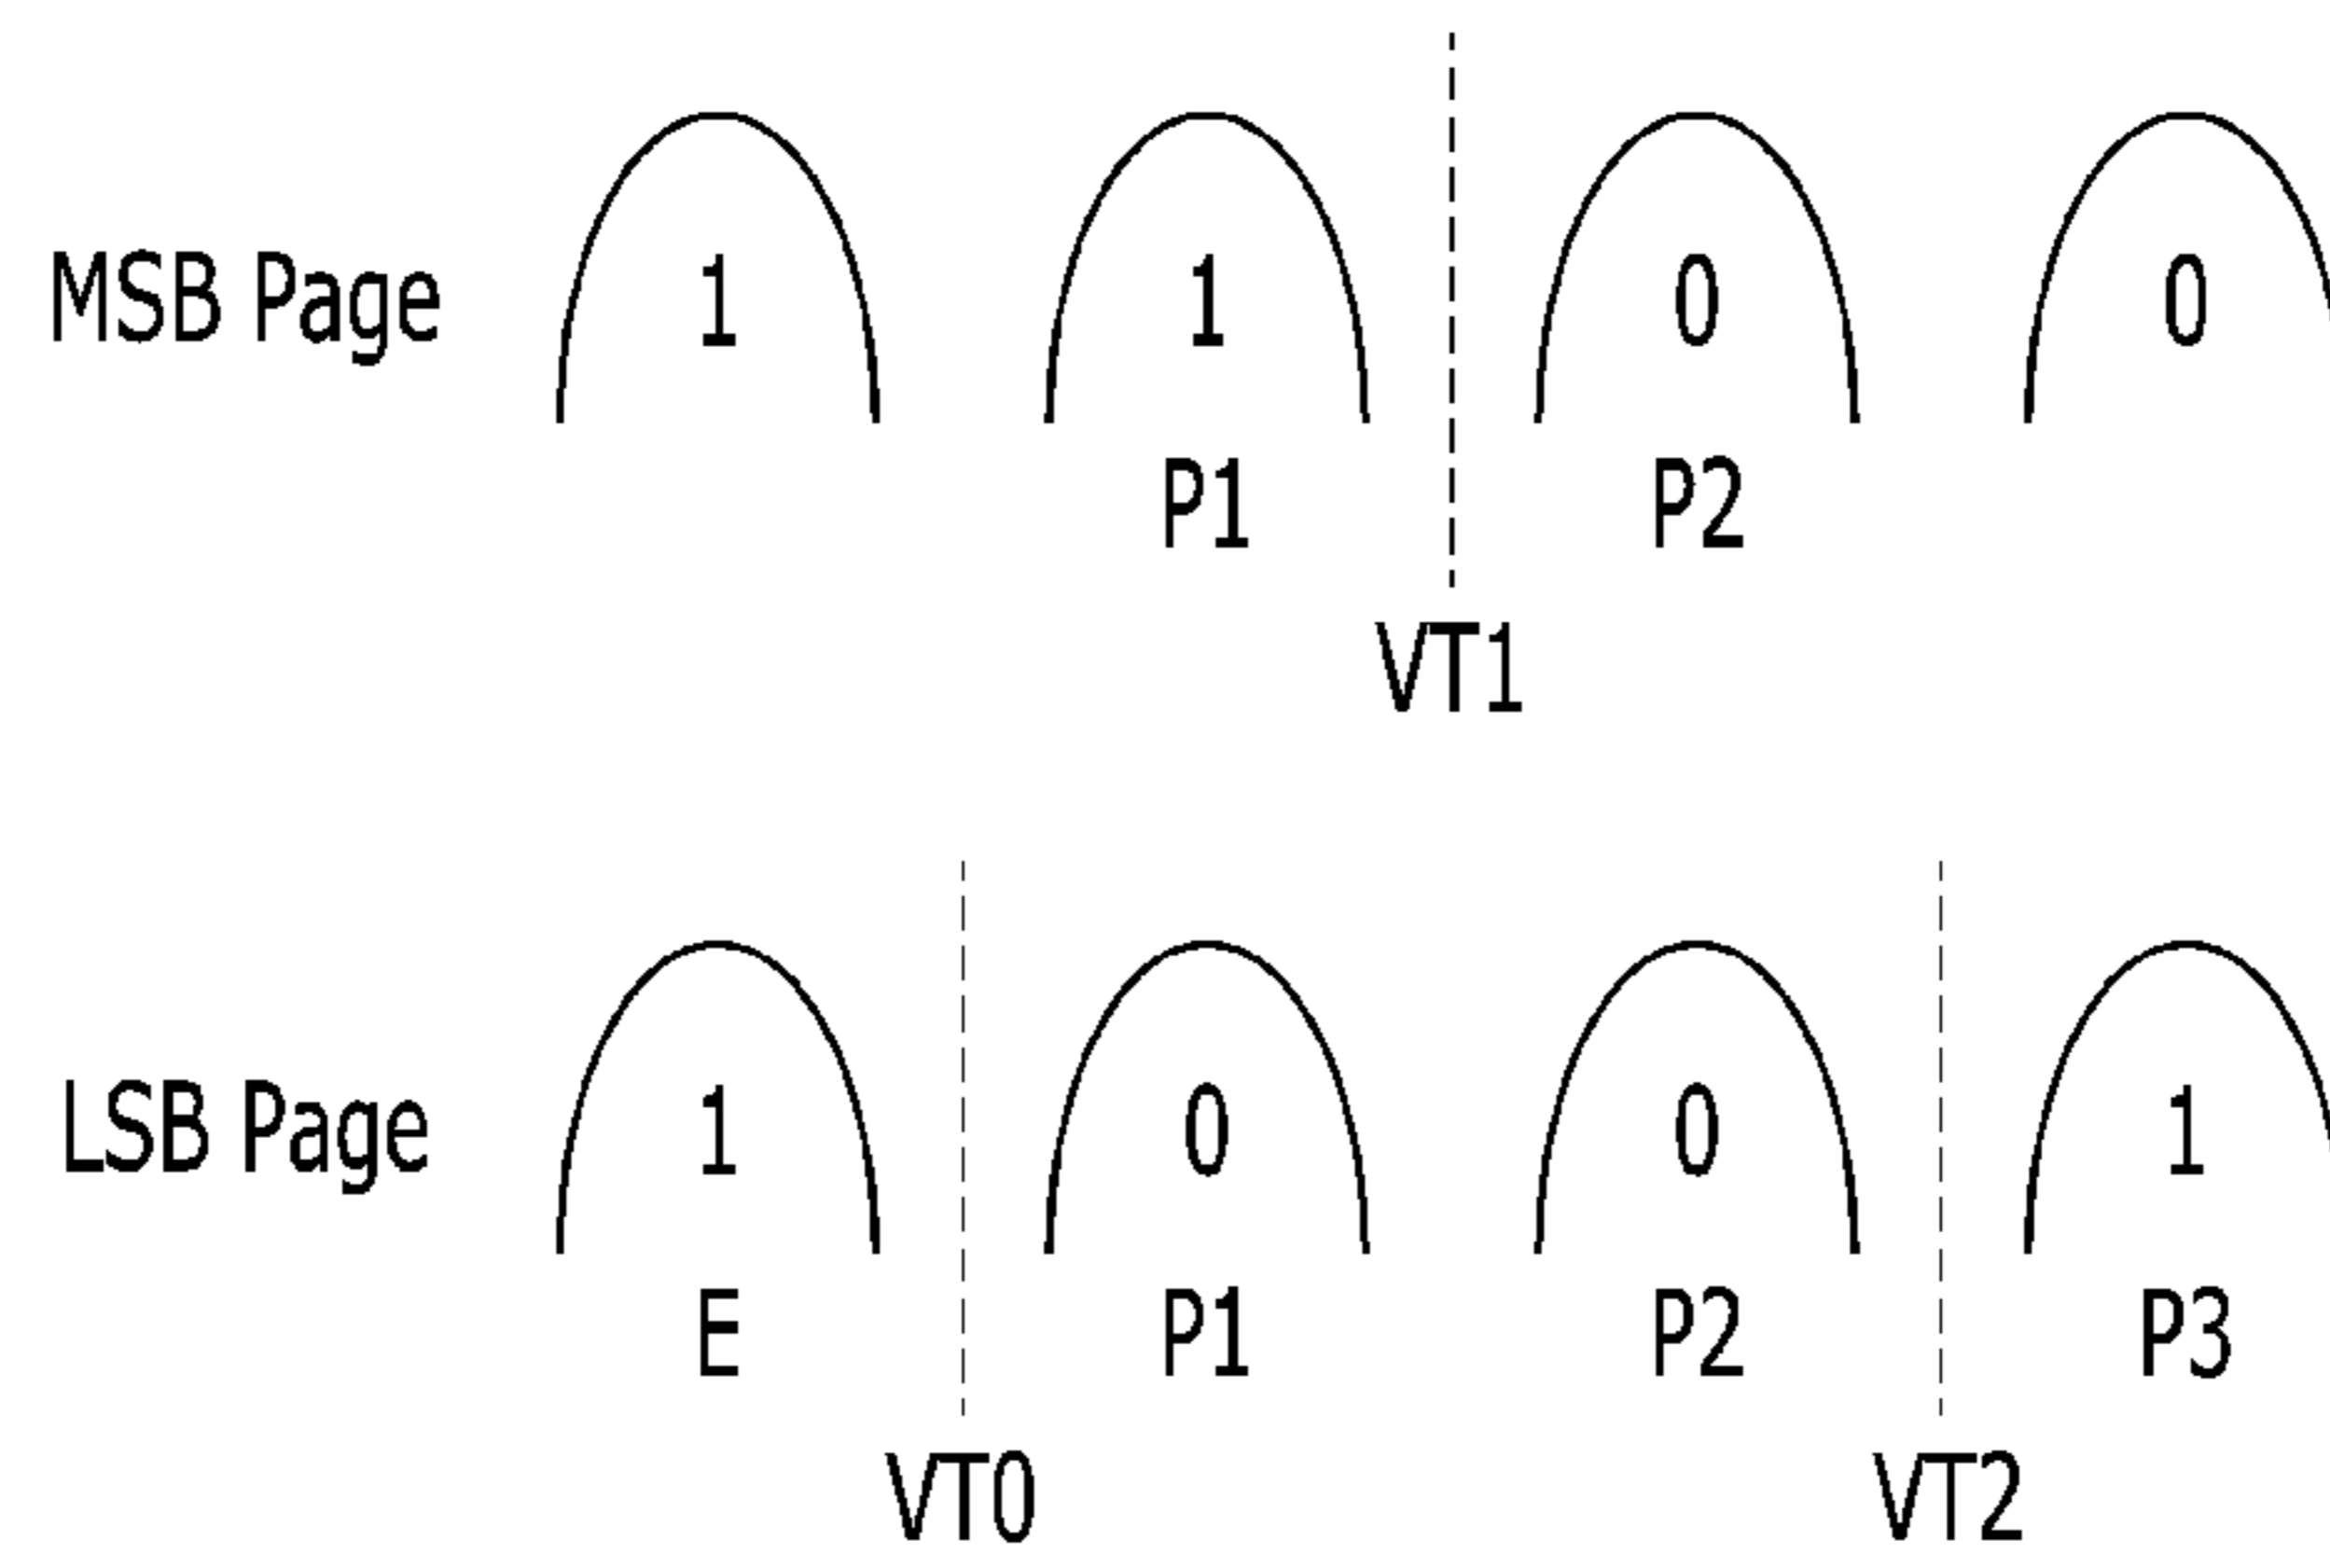 MSB Page 1 1 0 0
P1 P2
VT1
LSB Page 1 0 0 1
E P1 P2 P3
VT0 VT2